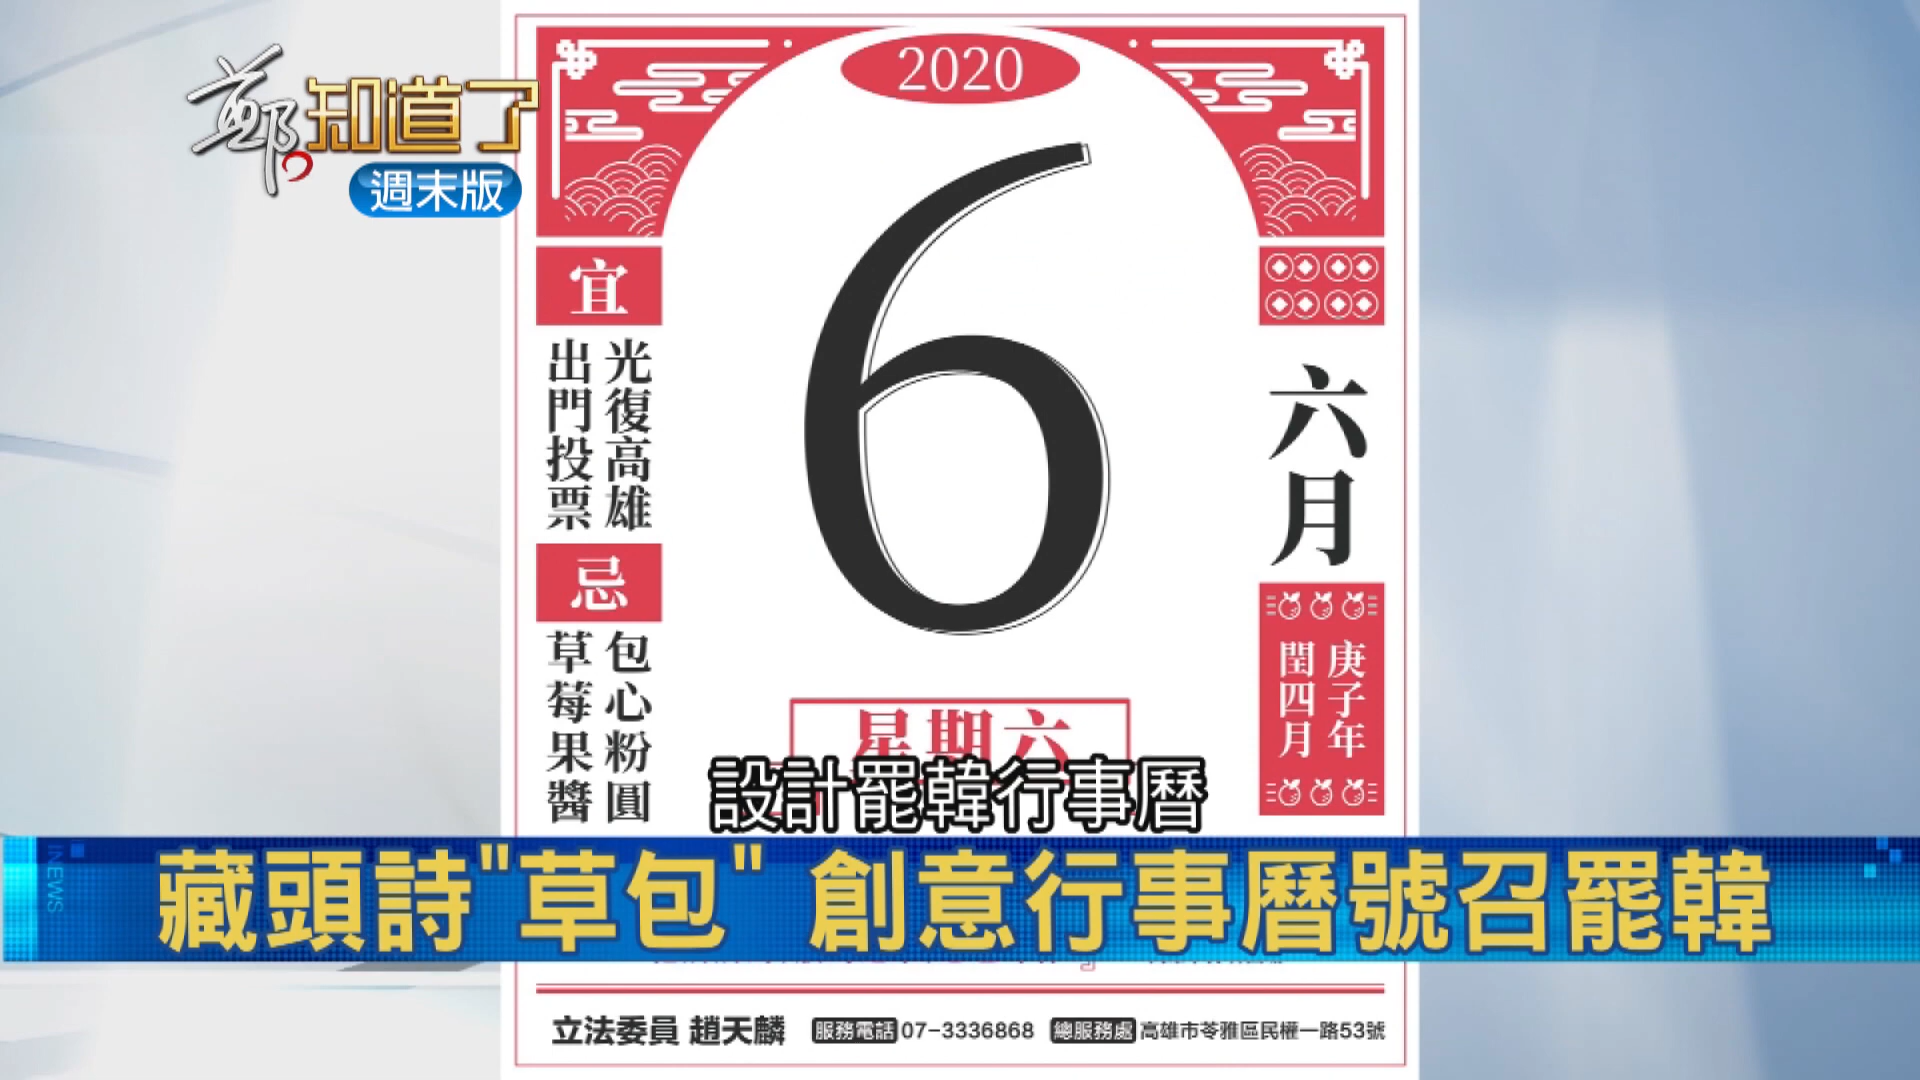 鄭知道了
週末版
2020
6
宜
光復高雄
出門投票
忌
包心粉圓
草莓果醬
六月
庚子年
閏四月
星期六
設計罷韓行事曆
iNEWS
藏頭詩"草包" 創意行事曆號召罷韓
立法委員 趙天麟 服務電話 07-3336868 總服務處 高雄市苓雅區民權一路53號